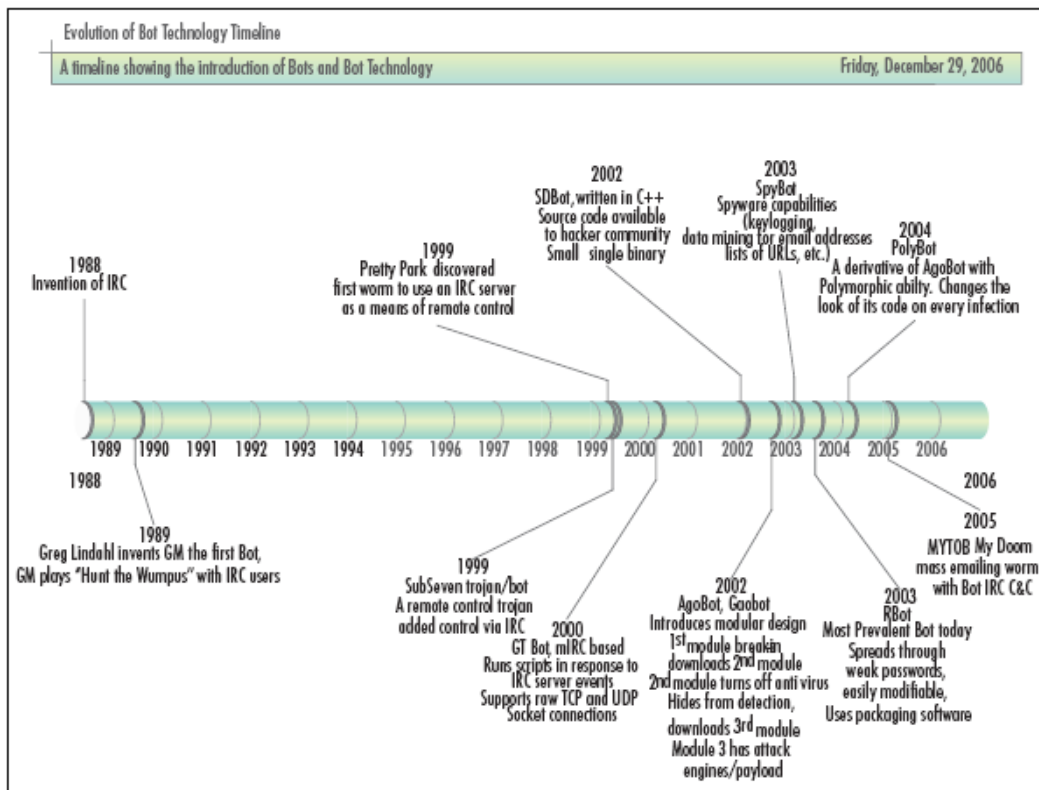 Evolution of Bot Technology Timeline
A timeline showing the introduction of Bots and Bot Technology
Friday, December 29, 2006
1988
Invention of IRC
1999
Pretty Park discovered
first worm to use an IRC server
as a means of remote control
2002
SDBot, written in C++
Source code available
to hacker community
Small single binary
2003
SpyBot
Spyware capabilities
(keylogging,
data mining for email addresses
lists of URLs, etc.)
2004
PolyBot
A derivative of AgoBot with
Polymorphic abilty. Changes the
look of its code on every infection
1989 1990 1991 1992 1993 1994 1995 1996 1997 1998 1999 2000 2001 2002 2003 2004 2005 2006
1988
2006
1989
Greg Lindahl invents GM the first Bot,
GM plays "Hunt the Wumpus" with IRC users
1999
SubSeven trojan/bot
A remote control trojan
added control via IRC
2000
GT Bot, mIRC based
Runs scripts in response to
IRC server events
Supports raw TCP and UDP
Socket connections
2002
AgoBot, Gaobot
Introduces modular design
1st module breakin
downloads 2nd module
2nd module turns off anti virus
Hides from detection,
downloads 3rd module
Module 3 has attack
engines/payload
2003
RBot
Most Prevalent Bot today
Spreads through
weak passwords,
easily modifiable,
Uses packaging software
2005
MYTOB My Doom
mass emailing worm
with Bot IRC C&C